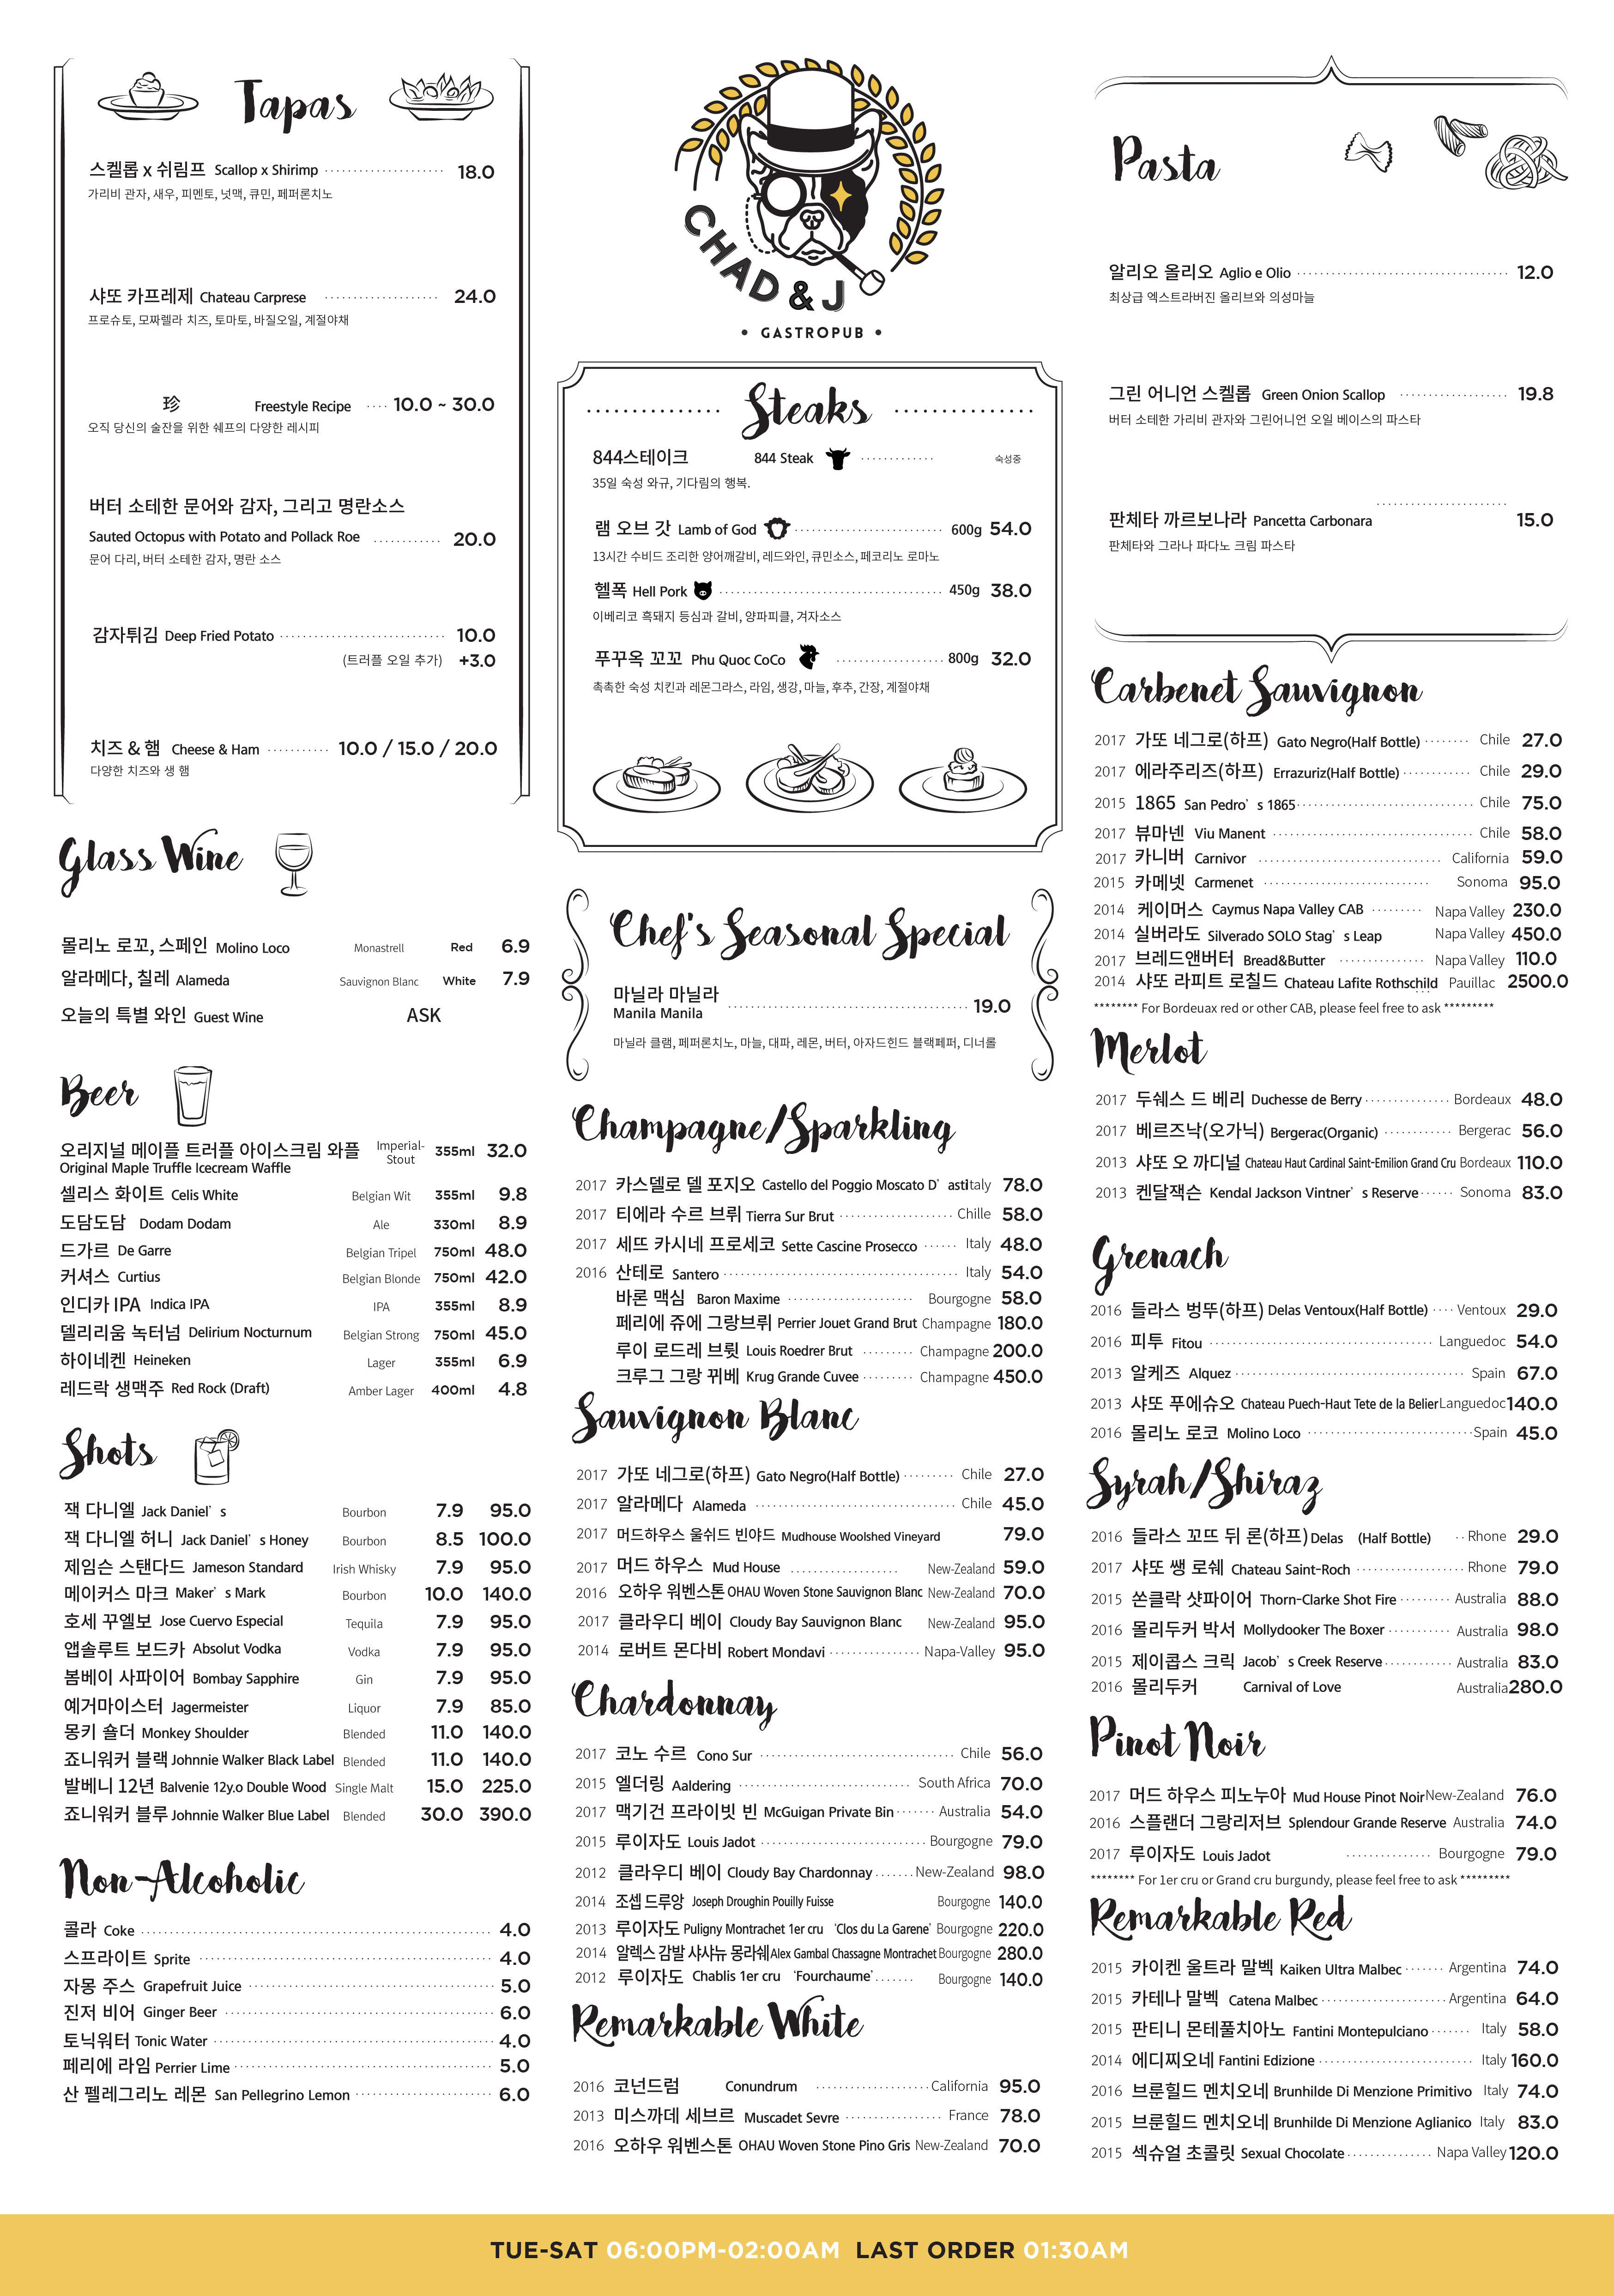 Tapas
스켈롭 x 쉬림프 Scallop x Shirimp 18.0
가리비 관자, 새우, 피멘토, 넛맥, 큐민, 페퍼론치노
샤또 카프레제 Chateau Carprese 24.0
프로슈토, 모짜렐라 치즈, 토마토, 바질오일, 계절야채
珍 Freestyle Recipe 10.0 ~ 30.0
오직 당신의 술잔을 위한 쉐프의 다양한 레시피
버터 소테한 문어와 감자, 그리고 명란소스
Sauted Octopus with Potato and Pollack Roe 20.0
문어 다리, 버터 소테한 감자, 명란 소스
감자튀김 Deep Fried Potato 10.0
(트러플 오일 추가) +3.0
치즈 & 햄 Cheese & Ham 10.0 / 15.0 / 20.0
다양한 치즈와 생 햄
Glass Wine
몰리노 로꼬, 스페인 Molino Loco Monastrell Red 6.9
알라메다, 칠레 Alameda Sauvignon Blanc White 7.9
오늘의 특별 와인 Guest Wine ASK
Beer
오리지널 메이플 트러플 아이스크림 와플 Imperial-Stout 355ml 32.0
Original Maple Truffle Icecream Waffle
셀리스 화이트 Celis White Belgian Wit 355ml 9.8
도담도담 Dodam Dodam Ale 330ml 8.9
드가르 De Garre Belgian Tripel 750ml 48.0
커셔스 Curtius Belgian Blonde 750ml 42.0
인디카 IPA Indica IPA IPA 355ml 8.9
델리리움 녹터넘 Delirium Nocturnum Belgian Strong 750ml 45.0
하이네켄 Heineken Lager 355ml 6.9
레드락 생맥주 Red Rock (Draft) Amber Lager 400ml 4.8
Shots
잭 다니엘 Jack Daniel's Bourbon 7.9 95.0
잭 다니엘 허니 Jack Daniel's Honey Bourbon 8.5 100.0
제임슨 스탠다드 Jameson Standard Irish Whisky 7.9 95.0
메이커스 마크 Maker's Mark Bourbon 10.0 140.0
호세 꾸엘보 Jose Cuervo Especial Tequila 7.9 95.0
앱솔루트 보드카 Absolut Vodka Vodka 7.9 95.0
봄베이 사파이어 Bombay Sapphire Gin 7.9 95.0
예거마이스터 Jagermeister Liquor 7.9 85.0
몽키 숄더 Monkey Shoulder Blended 11.0 140.0
죠니워커 블랙 Johnnie Walker Black Label Blended 11.0 140.0
발베니 12년 Balvenie 12y.o Double Wood Single Malt 15.0 225.0
죠니워커 블루 Johnnie Walker Blue Label Blended 30.0 390.0
Non-Alcoholic
콜라 Coke 4.0
스프라이트 Sprite 4.0
자몽 주스 Grapefruit Juice 5.0
진저 비어 Ginger Beer 6.0
토닉워터 Tonic Water 4.0
페리에 라임 Perrier Lime 5.0
산 펠레그리노 레몬 San Pellegrino Lemon 6.0
CHAD & J
• GASTROPUB •
Steaks
844스테이크 844 Steak 숙성중
35일 숙성 와규, 기다림의 행복.
램 오브 갓 Lamb of God 600g 54.0
13시간 수비드 조리한 양어깨갈비, 레드와인, 큐민소스, 페코리노 로마노
헬폭 Hell Pork 450g 38.0
이베리코 흑돼지 등심과 갈비, 양파피클, 겨자소스
푸꾸옥 꼬꼬 Phu Quoc CoCo 800g 32.0
촉촉한 숙성 치킨과 레몬그라스, 라임, 생강, 마늘, 후추, 간장, 계절야채
Chef's Seasonal Special
마닐라 마닐라
Manila Manila 19.0
마닐라 클램, 페퍼론치노, 마늘, 대파, 레몬, 버터, 아자드힌드 블랙페퍼, 디너롤
Champagne/Sparkling
2017 카스델로 델 포지오 Castello del Poggio Moscato D'asti Italy 78.0
2017 티에라 수르 브뤼 Tierra Sur Brut Chille 58.0
2017 세뜨 카시네 프로세코 Sette Cascine Prosecco Italy 48.0
2016 산테로 Santero Italy 54.0
바론 맥심 Baron Maxime Bourgogne 58.0
페리에 쥬에 그랑브뤼 Perrier Jouet Grand Brut Champagne 180.0
루이 로드레 브륏 Louis Roedrer Brut Champagne 200.0
크루그 그랑 뀌베 Krug Grande Cuvee Champagne 450.0
Sauvignon Blanc
2017 가또 네그로(하프) Gato Negro(Half Bottle) Chile 27.0
2017 알라메다 Alameda Chile 45.0
2017 머드하우스 울쉬드 빈야드 Mudhouse Woolshed Vineyard 79.0
2017 머드 하우스 Mud House New-Zealand 59.0
2016 오하우 워벤스톤 OHAU Woven Stone Sauvignon Blanc New-Zealand 70.0
2017 클라우디 베이 Cloudy Bay Sauvignon Blanc New-Zealand 95.0
2014 로버트 몬다비 Robert Mondavi Napa-Valley 95.0
Chardonnay
2017 코노 수르 Cono Sur Chile 56.0
2015 엘더링 Aaldering South Africa 70.0
2017 맥기건 프라이빗 빈 McGuigan Private Bin Australia 54.0
2015 루이자도 Louis Jadot Bourgogne 79.0
2012 클라우디 베이 Cloudy Bay Chardonnay New-Zealand 98.0
2014 조셉 드루앙 Joseph Droughin Pouilly Fuisse Bourgogne 140.0
2013 루이자도 Puligny Montrachet 1er cru 'Clos du La Garene' Bourgogne 220.0
2014 알렉스 감발 샤샤뉴 몽라쉐 Alex Gambal Chassagne Montrachet Bourgogne 280.0
2012 루이자도 Chablis 1er cru 'Fourchaume' Bourgogne 140.0
Remarkable White
2016 코넌드럼 Conundrum California 95.0
2013 미스까데 세브르 Muscadet Sevre France 78.0
2016 오하우 워벤스톤 OHAU Woven Stone Pino Gris New-Zealand 70.0
Pasta
알리오 올리오 Aglio e Olio 12.0
최상급 엑스트라버진 올리브와 의성마늘
그린 어니언 스켈롭 Green Onion Scallop 19.8
버터 소테한 가리비 관자와 그린어니언 오일 베이스의 파스타
판체타 까르보나라 Pancetta Carbonara 15.0
판체타와 그라나 파다노 크림 파스타
Carbenet Sauvignon
2017 가또 네그로(하프) Gato Negro(Half Bottle) Chile 27.0
2017 에라주리즈(하프) Errazuriz(Half Bottle) Chile 29.0
2015 1865 San Pedro's 1865 Chile 75.0
2017 뷰마넨 Viu Manent Chile 58.0
2017 카니버 Carnivor California 59.0
2015 카메넷 Carmenet Sonoma 95.0
2014 케이머스 Caymus Napa Valley CAB Napa Valley 230.0
2014 실버라도 Silverado SOLO Stag's Leap Napa Valley 450.0
2017 브레드앤버터 Bread&Butter Napa Valley 110.0
2014 샤또 라피트 로칠드 Chateau Lafite Rothschild Pauillac 2500.0
******** For Bordeuax red or other CAB, please feel free to ask *********
Merlot
2017 두쉐스 드 베리 Duchesse de Berry Bordeaux 48.0
2017 베르즈낙(오가닉) Bergerac(Organic) Bergerac 56.0
2013 샤또 오 까디널 Chateau Haut Cardinal Saint-Emilion Grand Cru Bordeaux 110.0
2013 켄달잭슨 Kendal Jackson Vintner's Reserve Sonoma 83.0
Grenach
2016 들라스 벙뚜(하프) Delas Ventoux(Half Bottle) Ventoux 29.0
2016 피투 Fitou Languedoc 54.0
2013 알케즈 Alquez Spain 67.0
2013 샤또 푸에슈오 Chateau Puech-Haut Tete de la Belier Languedoc 140.0
2016 몰리노 로코 Molino Loco Spain 45.0
Syrah/Shiraz
2016 들라스 꼬뜨 뒤 론(하프) Delas (Half Bottle) Rhone 29.0
2017 샤또 쌩 로쉐 Chateau Saint-Roch Rhone 79.0
2015 쏜클락 샷파이어 Thorn-Clarke Shot Fire Australia 88.0
2016 몰리두커 박서 Mollydooker The Boxer Australia 98.0
2015 제이콥스 크릭 Jacob's Creek Reserve Australia 83.0
2016 몰리두커 Carnival of Love Australia 280.0
Pinot Noir
2017 머드 하우스 피노누아 Mud House Pinot Noir New-Zealand 76.0
2016 스플랜더 그랑리저브 Splendour Grande Reserve Australia 74.0
2017 루이자도 Louis Jadot Bourgogne 79.0
******** For 1er cru or Grand cru burgundy, please feel free to ask *********
Remarkable Red
2015 카이켄 울트라 말벡 Kaiken Ultra Malbec Argentina 74.0
2015 카테나 말벡 Catena Malbec Argentina 64.0
2015 판티니 몬테풀치아노 Fantini Montepulciano Italy 58.0
2014 에디찌오네 Fantini Edizione Italy 160.0
2016 브룬힐드 멘치오네 Brunhilde Di Menzione Primitivo Italy 74.0
2015 브룬힐드 멘치오네 Brunhilde Di Menzione Aglianico Italy 83.0
2015 섹슈얼 초콜릿 Sexual Chocolate Napa Valley 120.0
TUE-SAT 06:00PM-02:00AM LAST ORDER 01:30AM